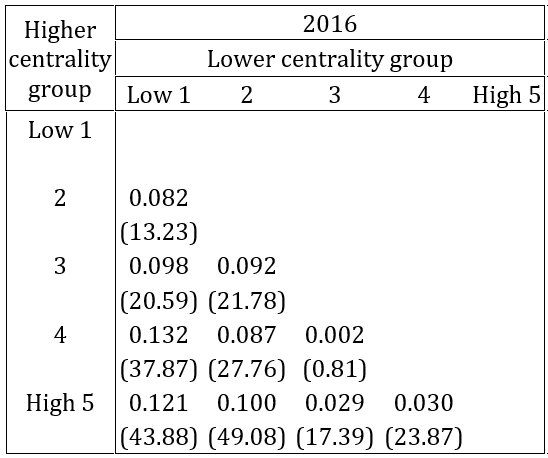 Higher centrality group
2016
Lower centrality group
Low 1 2 3 4 High 5
Low 1
2 0.082
(13.23)
3 0.098 0.092
(20.59) (21.78)
4 0.132 0.087 0.002
(37.87) (27.76) (0.81)
High 5 0.121 0.100 0.029 0.030
(43.88) (49.08) (17.39) (23.87)